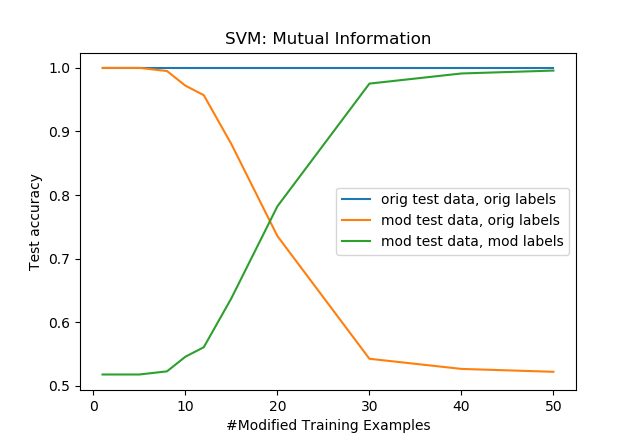 SVM: Mutual Information
Test accuracy
1.0
0.9
0.8
0.7
0.6
0.5
orig test data, orig labels
mod test data, orig labels
mod test data, mod labels
0 10 20 30 40 50
#Modified Training Examples